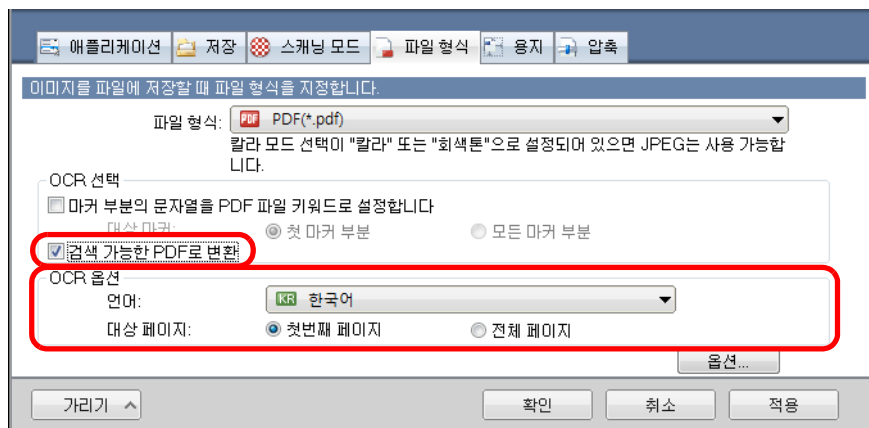 애플리케이션 저장 스캐닝 모드 파일 형식 용지 압축
이미지를 파일에 저장할 때 파일 형식을 지정합니다.
파일 형식: PDF PDF(*.pdf)
칼라 모드 선택이 "칼라" 또는 "회색톤"으로 설정되어 있으면 JPEG는 사용 가능합
니다.
OCR 선택
마커 부분의 문자열을 PDF 파일 키워드로 설정합니다
대상 마커: 첫 마커 부분 모든 마커 부분
검색 가능한 PDF로 변환
OCR 옵션
언어: KR 한국어
대상 페이지: 첫번째 페이지 전체 페이지
옵션...
가리기 확인 취소 적용